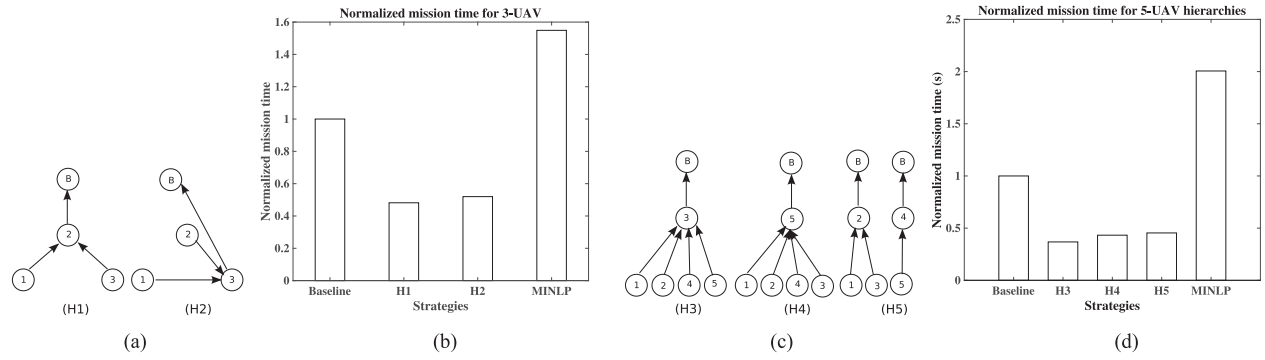 B
2
1
3
(H1)
B
2
1
3
(H2)
(a)
Normalized mission time for 3-UAV
Normalized mission time
1.6
1.4
1.2
1
0.8
0.6
0.4
0.2
0
Baseline H1 H2 MINLP
Strategies
(b)
B
3
1 2 4 5
(H3)
B
5
1 2 4 3
(H4)
B B
2 4
1 3 5
(H5)
(c)
Normalized mission time for 5-UAV hierarchies
Normalized mission time (s)
2.5
2
1.5
1
0.5
0
Baseline H3 H4 H5 MINLP
Strategies
(d)